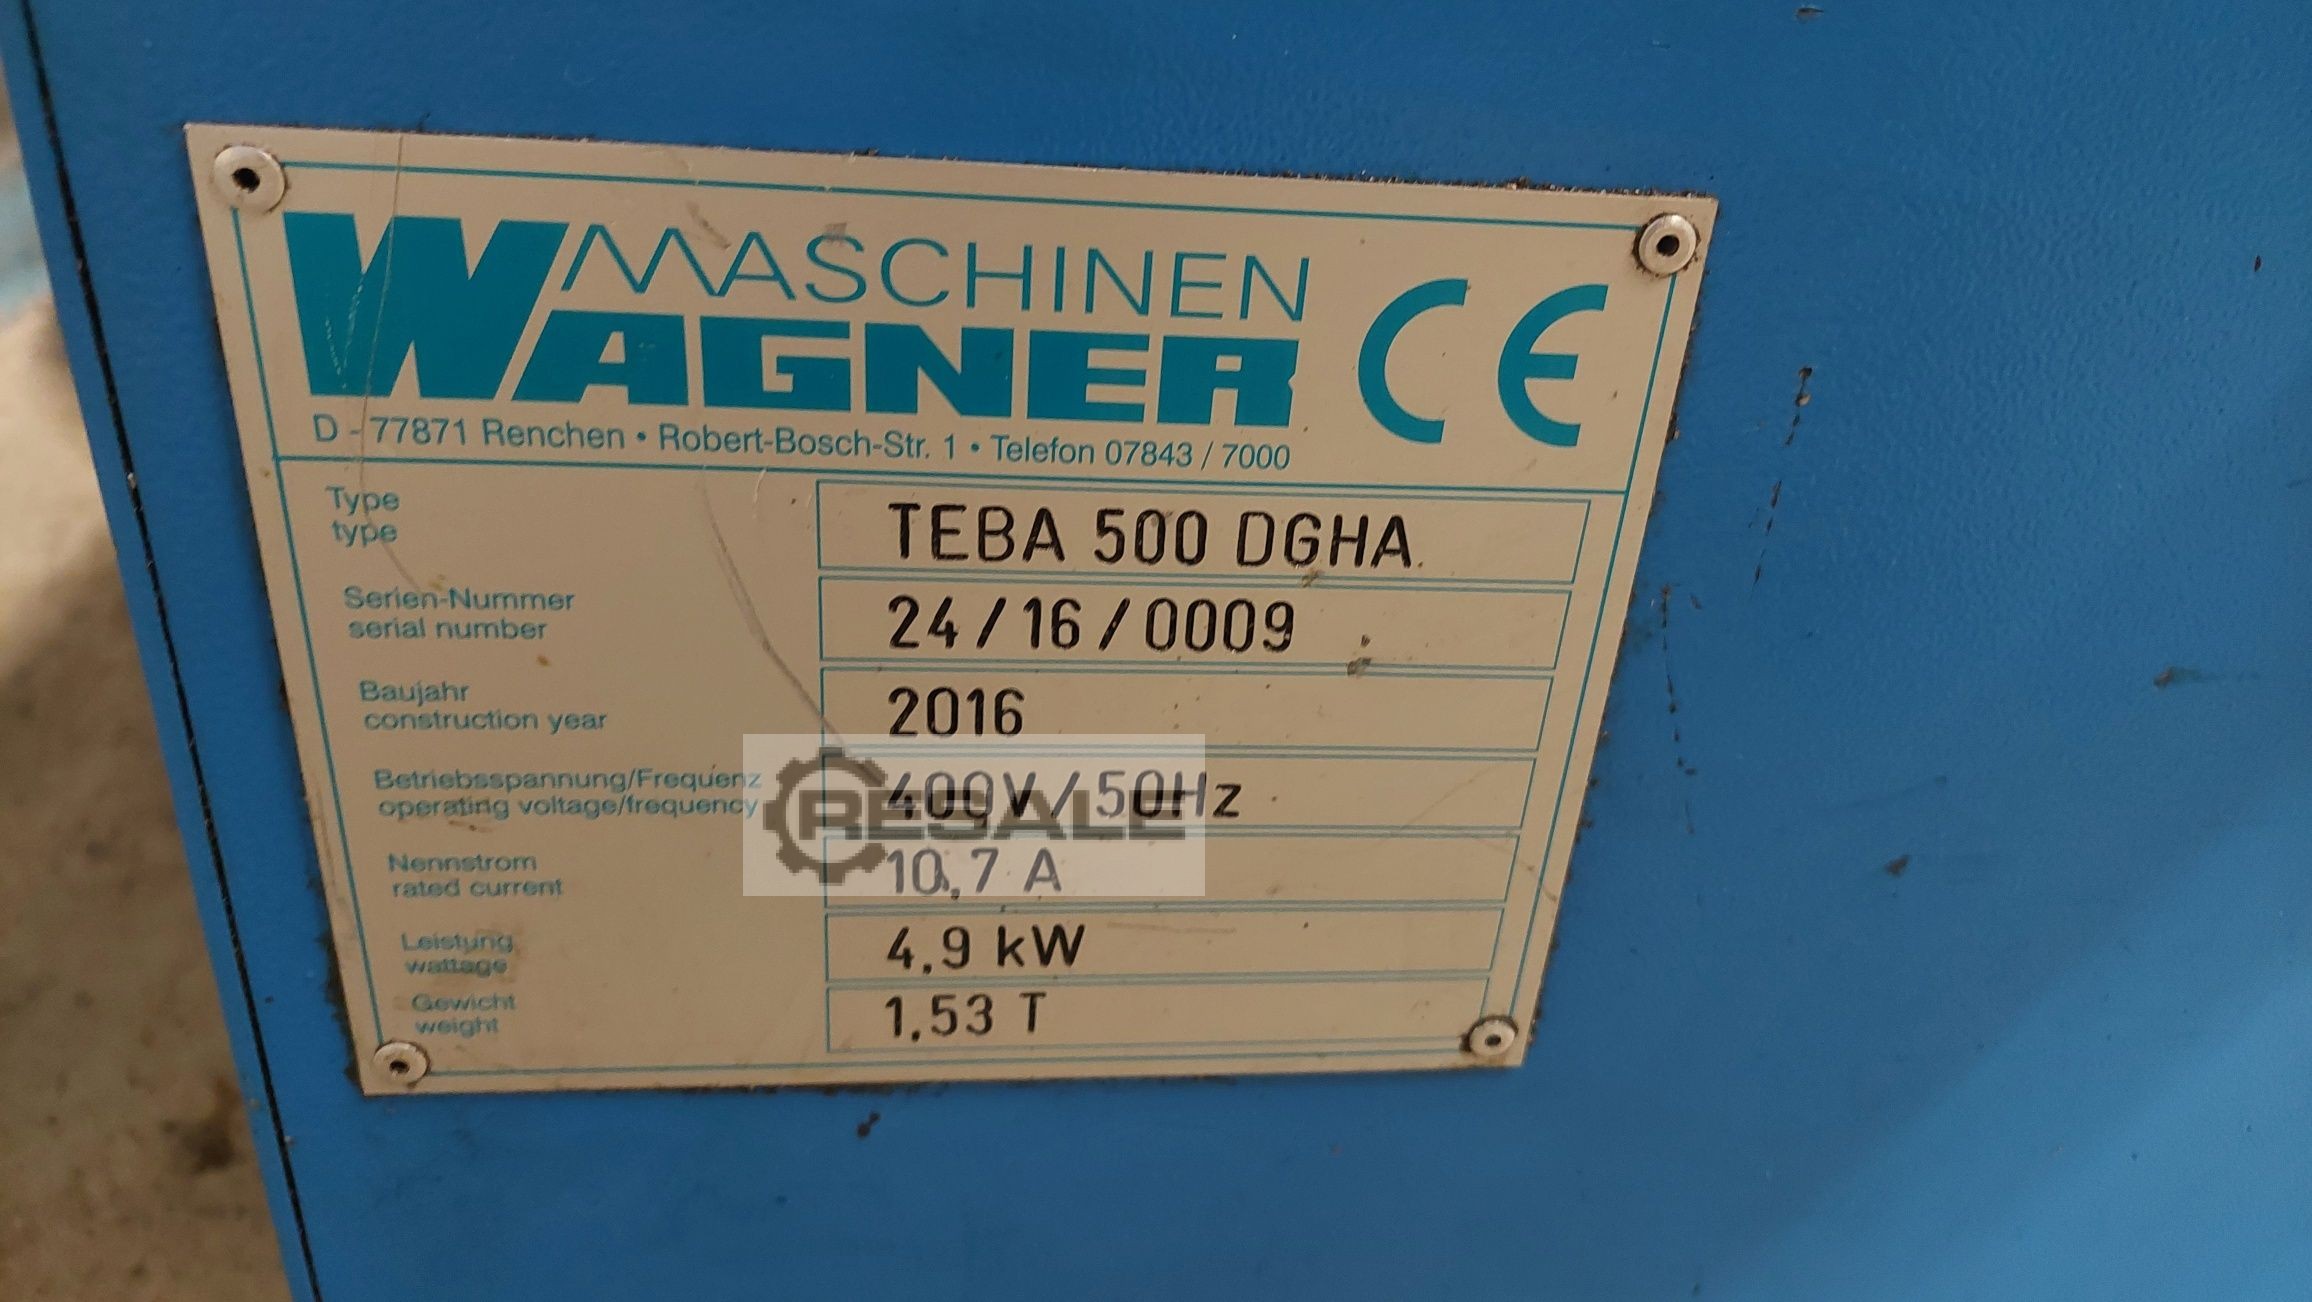 MASCHINEN
WAGNER
CE
D - 77871 Renchen • Robert-Bosch-Str. 1 • Telefon 07843 / 7000
Type
type
TEBA 500 DGHA
Serien-Nummer
serial number
24/16/0009
Baujahr
construction year
2016
Betriebsspannung/Frequenz
operating voltage/frequency
400V/50Hz
RESALE
Nennstrom
rated current
10,7 A
Leistung
wattage
4,9 kW
Gewicht
weight
1,53 T